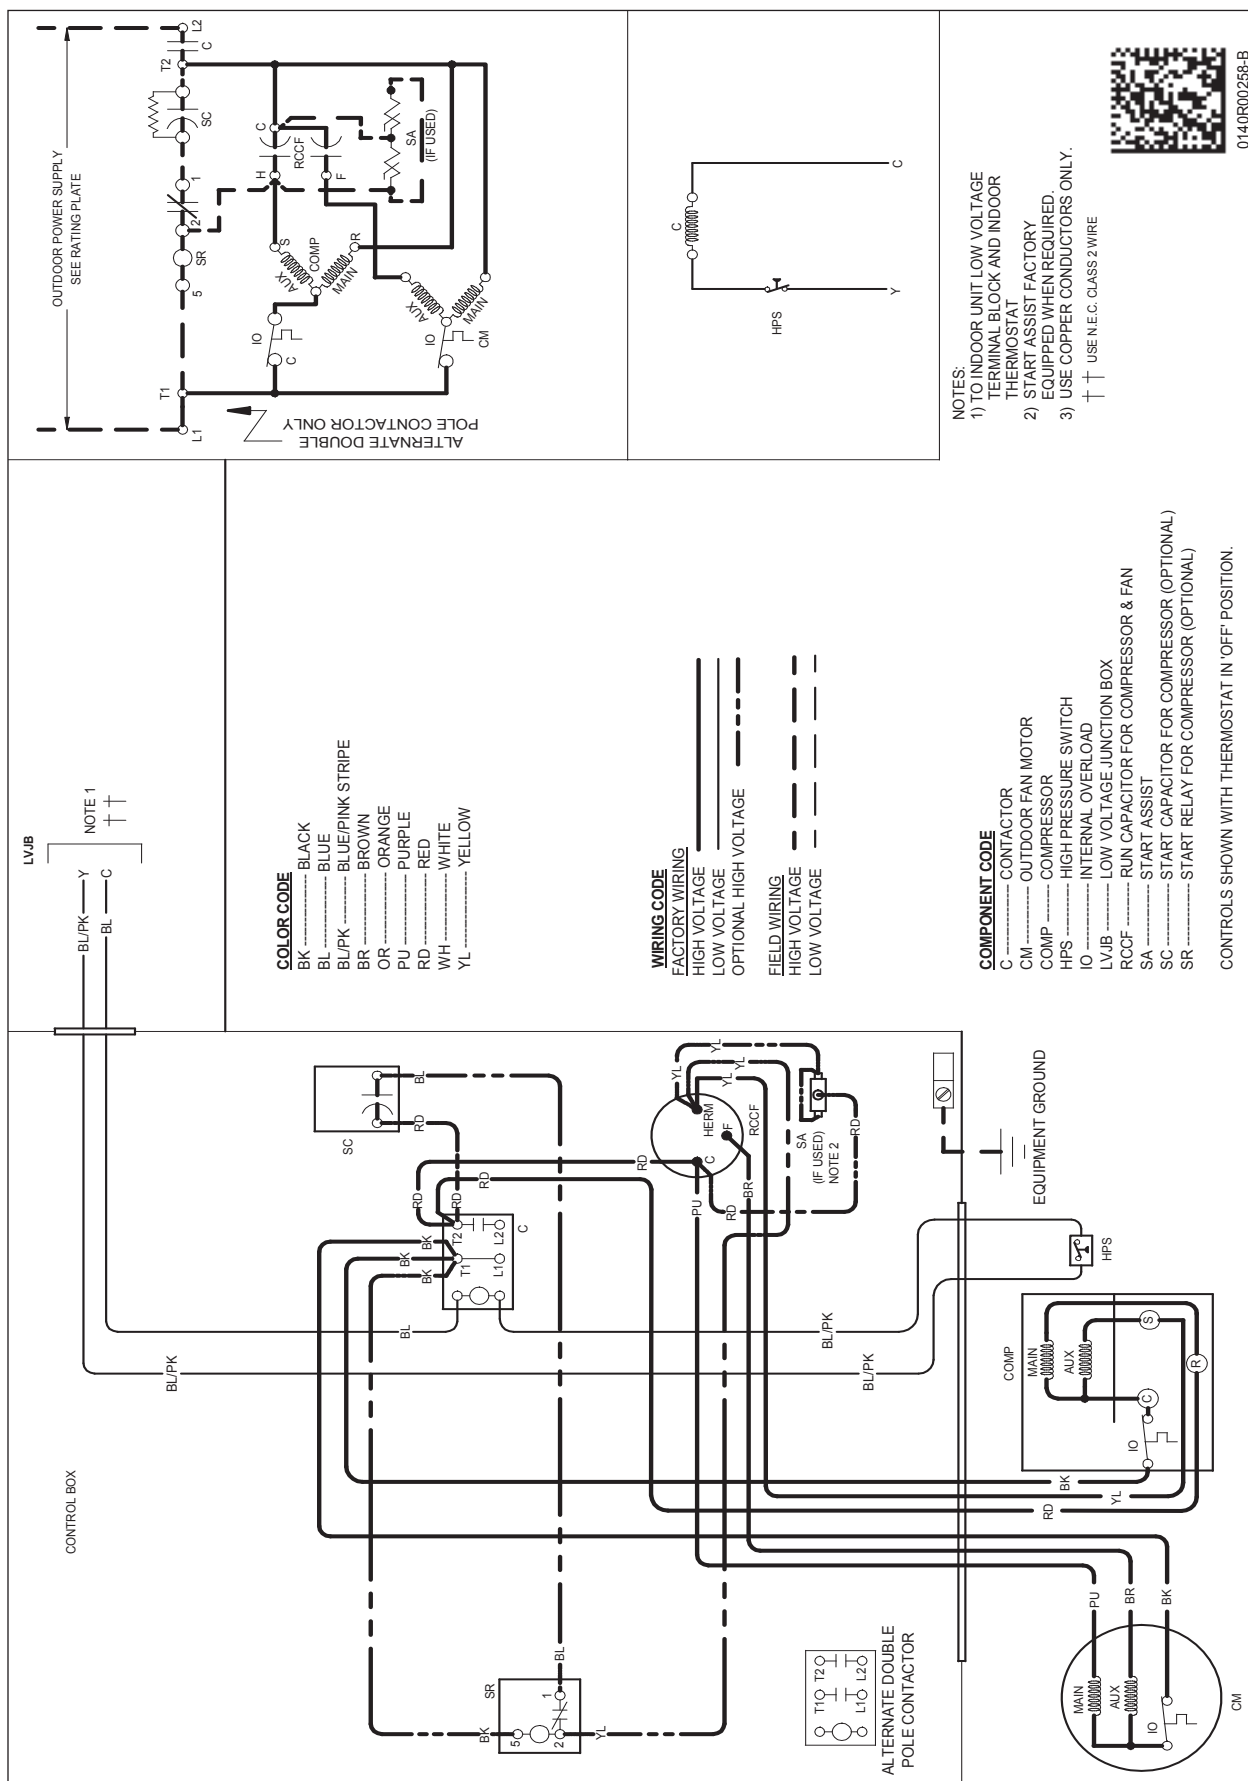 CONTROL BOX
BL/PK
BL/PK
Y
BL
C
LVJB
NOTE 1
SR
5
2
1
BK
YL
BL
SC
RD
BL
BK
BK
BK
RD
RD
RD
RD
T2
T1
L2
L1
C
BL
BL/PK
BL/PK
RD
PU
RD
BR
YL
YL
YL
YL
HERM
F
C
RCCF
SA
(IF USED)
NOTE 2
RD
HPS
EQUIPMENT GROUND
ALTERNATE DOUBLE
POLE CONTACTOR
T1
T2
L1
L2
PU
BR
BK
MAIN
AUX
IO
CM
RD
YL
BK
COMP
MAIN
AUX
IO
C
S
R
COLOR CODE
BK ---------- BLACK
BL ---------- BLUE
BL/PK ------- BLUE/PINK STRIPE
BR ---------- BROWN
OR ---------- ORANGE
PU ---------- PURPLE
RD ---------- RED
WH ---------- WHITE
YL ---------- YELLOW
WIRING CODE
FACTORY WIRING
HIGH VOLTAGE
LOW VOLTAGE
OPTIONAL HIGH VOLTAGE
FIELD WIRING
HIGH VOLTAGE
LOW VOLTAGE
COMPONENT CODE
C ---------- CONTACTOR
CM ---------- OUTDOOR FAN MOTOR
COMP ------- COMPRESSOR
HPS ---------- HIGH PRESSURE SWITCH
IO ---------- INTERNAL OVERLOAD
LVJB ---------- LOW VOLTAGE JUNCTION BOX
RCCF ---------- RUN CAPACITOR FOR COMPRESSOR & FAN
SA ---------- START ASSIST
SC ---------- START CAPACITOR FOR COMPRESSOR (OPTIONAL)
SR ---------- START RELAY FOR COMPRESSOR (OPTIONAL)
CONTROLS SHOWN WITH THERMOSTAT IN 'OFF' POSITION.
OUTDOOR POWER SUPPLY
SEE RATING PLATE
L1
T1
5
SR
2
1
SC
T2
C
L2
ALTERNATE DOUBLE
POLE CONTACTOR ONLY
IO
C
AUX
S
COMP
MAIN
R
H
RCCF
C
F
SA
(IF USED)
IO
AUX
MAIN
CM
HPS
C
Y
C
NOTES:
1) TO INDOOR UNIT LOW VOLTAGE
TERMINAL BLOCK AND INDOOR
THERMOSTAT
2) START ASSIST FACTORY
EQUIPPED WHEN REQUIRED.
3) USE COPPER CONDUCTORS ONLY.
USE N.E.C. CLASS 2 WIRE
0140R00258-B